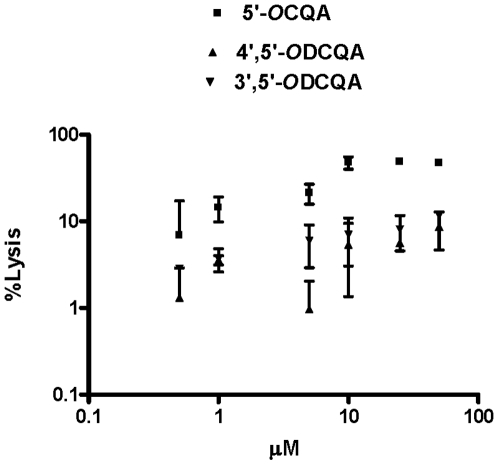 5'-OCQA
4',5'-ODCQA
3',5'-ODCQA
100
10
1
0.1
%Lysis
0.1 1 10 100
µM